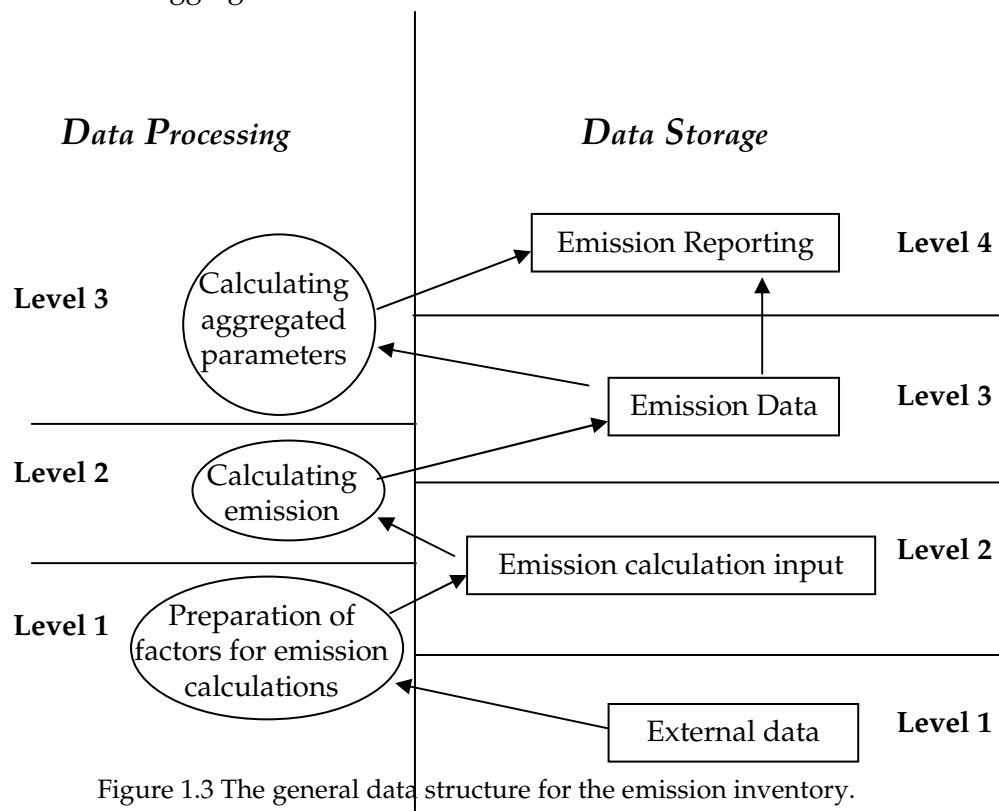 Data Processing
Data Storage
Emission Reporting
Level 4
Calculating
aggregated
parameters
Level 3
Emission Data
Level 3
Level 2
Calculating
emission
Emission calculation input
Level 2
Level 1
Preparation of
factors for emission
calculations
External data
Level 1
Figure 1.3 The general data structure for the emission inventory.